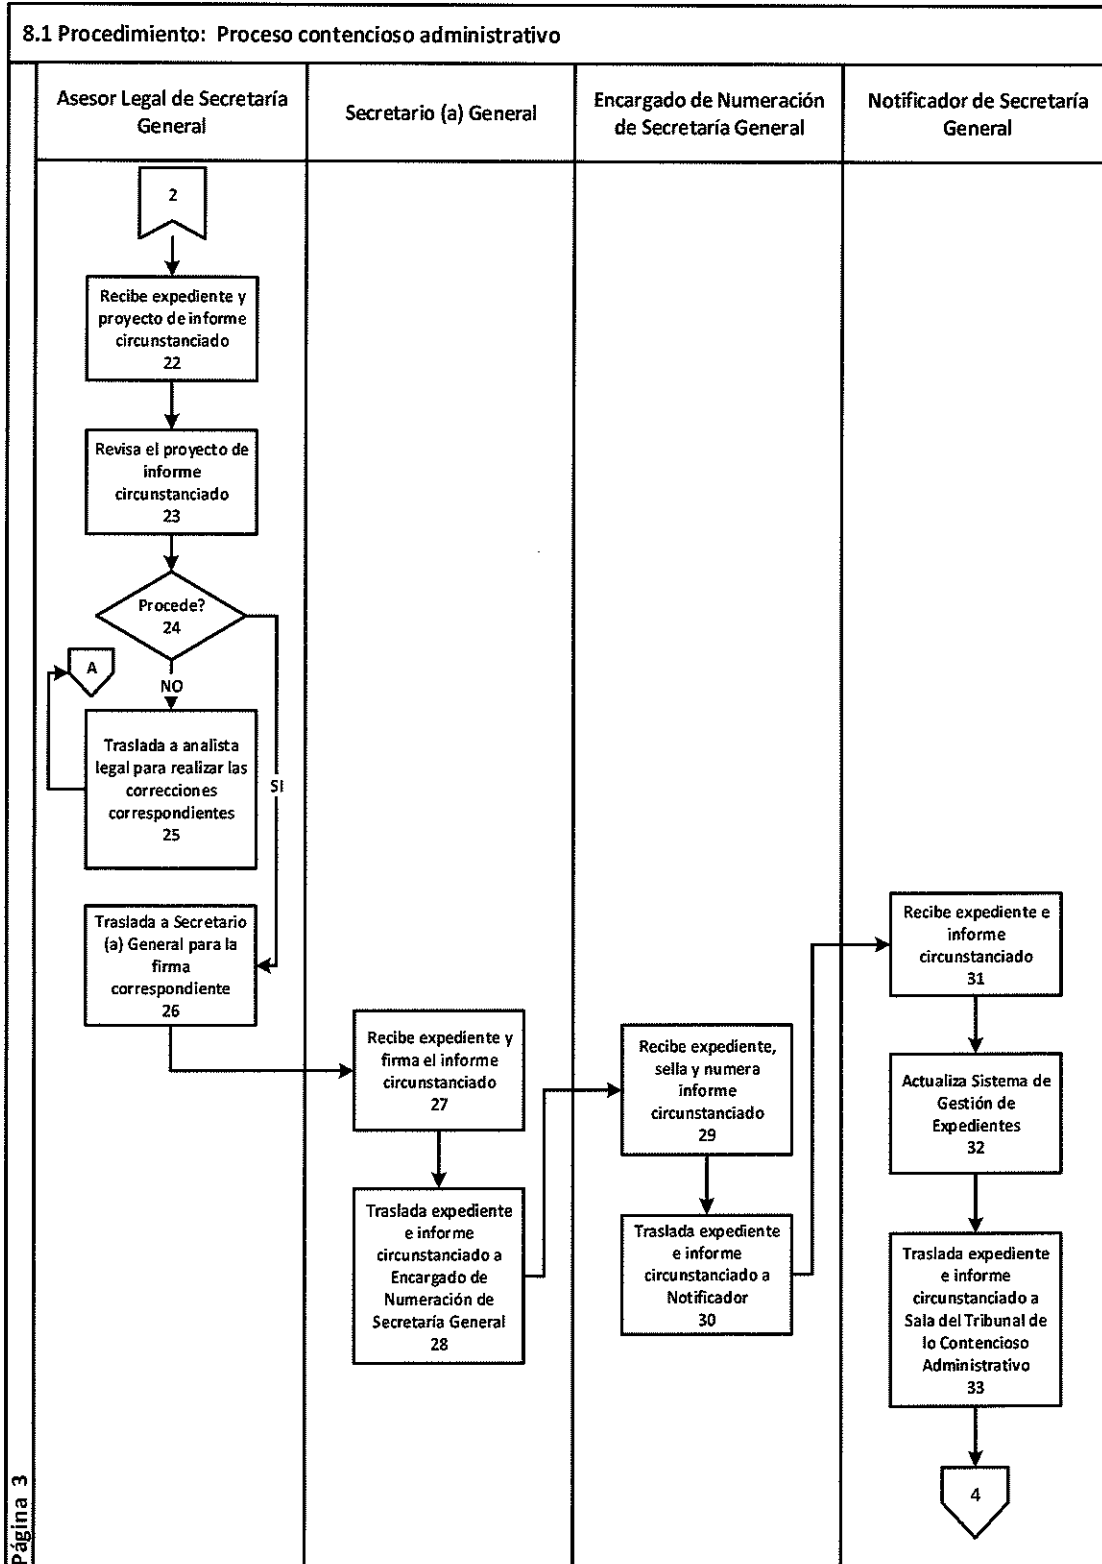 8.1 Procedimiento: Proceso contencioso administrativo
Asesor Legal de Secretaría
General
Secretario (a) General
Encargado de Numeración
de Secretaría General
Notificador de Secretaría
General
2
Recibe expediente y
proyecto de informe
circunstanciado
22
Revisa el proyecto de
informe
circunstanciado
23
Procede?
24
A
NO
SI
Traslada a analista
legal para realizar las
correcciones
correspondientes
25
Traslada a Secretario
(a) General para la
firma
correspondiente
26
Recibe expediente y
firma el informe
circunstanciado
27
Traslada expediente
e informe
circunstanciado a
Encargado de
Numeración de
Secretaría General
28
Recibe expediente,
sella y numera
informe
circunstanciado
29
Traslada expediente
e informe
circunstanciado a
Notificador
30
Recibe expediente e
informe
circunstanciado
31
Actualiza Sistema de
Gestión de
Expedientes
32
Traslada expediente
e informe
circunstanciado a
Sala del Tribunal de
lo Contencioso
Administrativo
33
4
Página 3